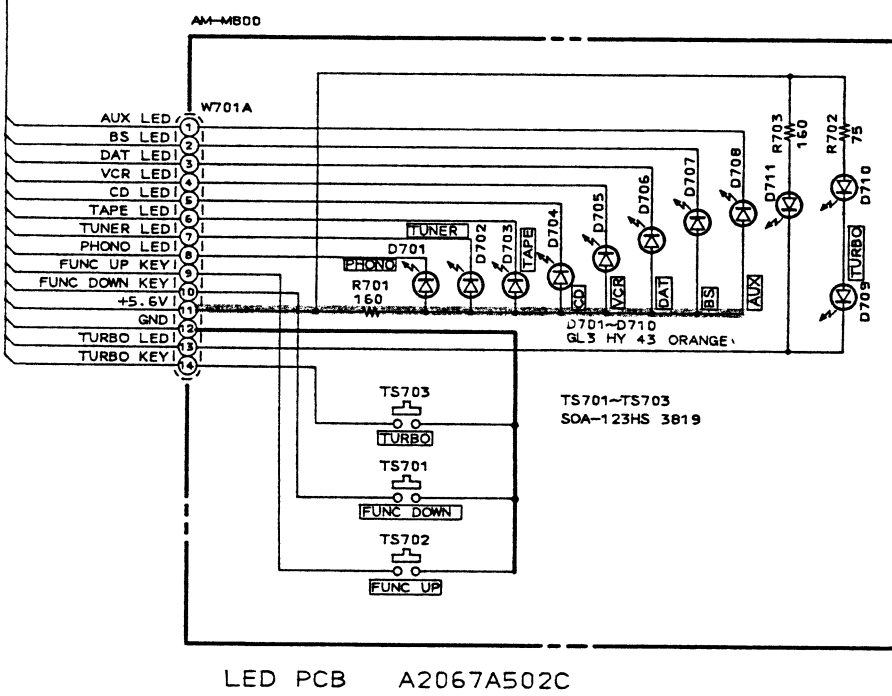 AM-M800
W701A
AUX LED 1
BS LED 2
DAT LED 3
VCR LED 4
CD LED 5
TAPE LED 6
TUNER LED 7
PHONO LED 8
FUNC UP KEY 9
FUNC DOWN KEY 10
+5.6V 11
GND 12
TURBO LED 13
TURBO KEY 14
R701
160
D701
PHONO
D702
TUNER
D703
TAPE
D704
CD
D705
VCR
D706
DAT
D707
BS
D708
AUX
R703
160
D711
R702
75
D710
TURBO
D709
D701~D710
GL3 HY 43 ORANGE
TS701~TS703
SOA-123HS 3819
TS703
TURBO
TS701
FUNC DOWN
TS702
FUNC UP
LED PCB A2067A502C